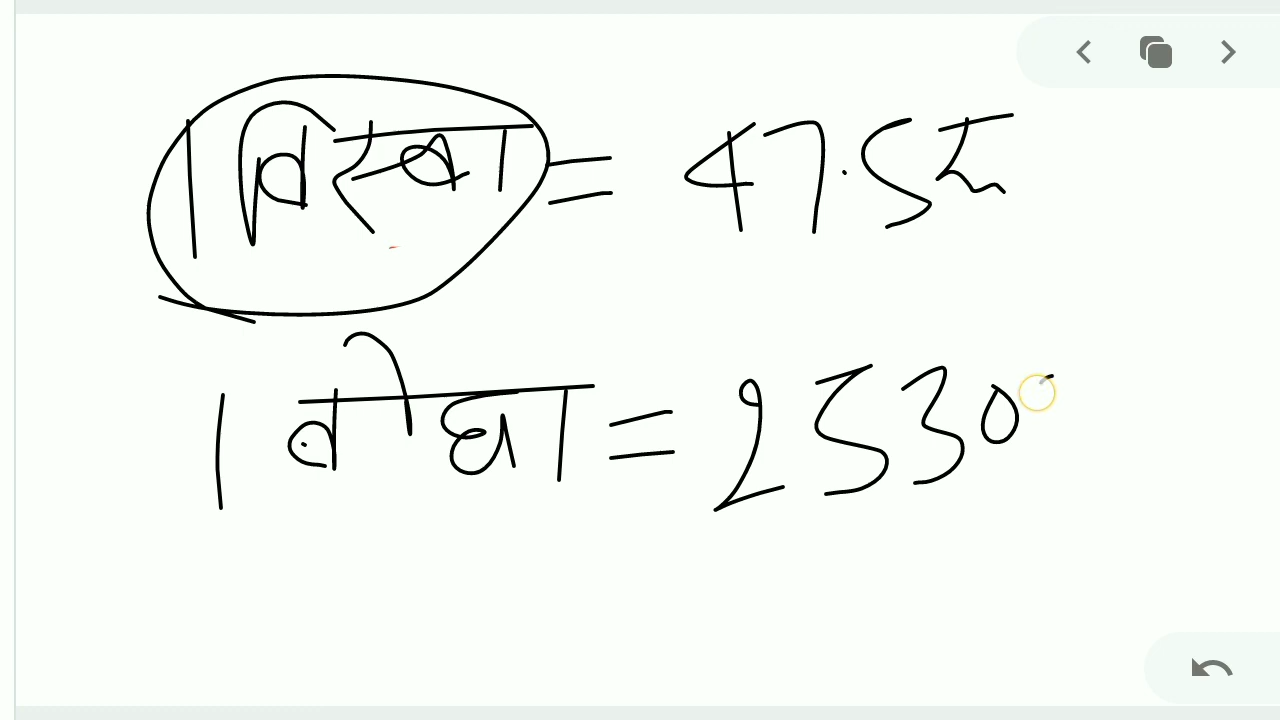 1 बिस्वा = 47.5 द
1 बीघा = 2530